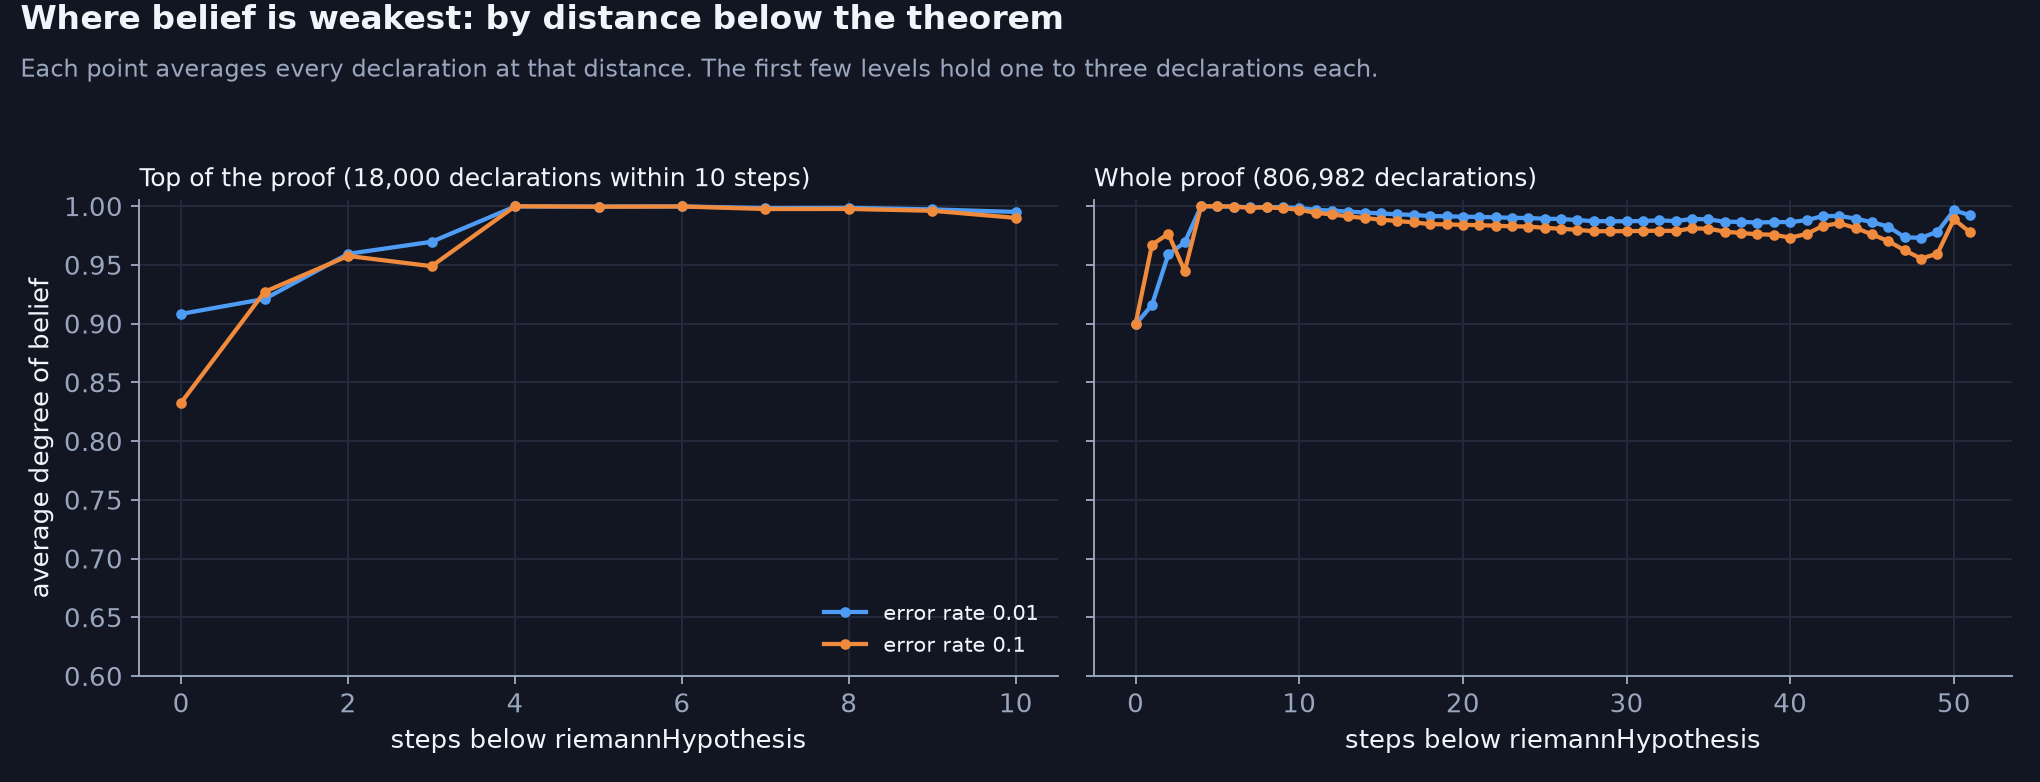 Where belief is weakest: by distance below the theorem
Each point averages every declaration at that distance. The first few levels hold one to three declarations each.
Top of the proof (18,000 declarations within 10 steps)
average degree of belief
1.00
0.95
0.90
0.85
0.80
0.75
0.70
0.65
0.60
error rate 0.01
error rate 0.1
0 2 4 6 8 10
steps below riemannHypothesis
Whole proof (806,982 declarations)
0 10 20 30 40 50
steps below riemannHypothesis